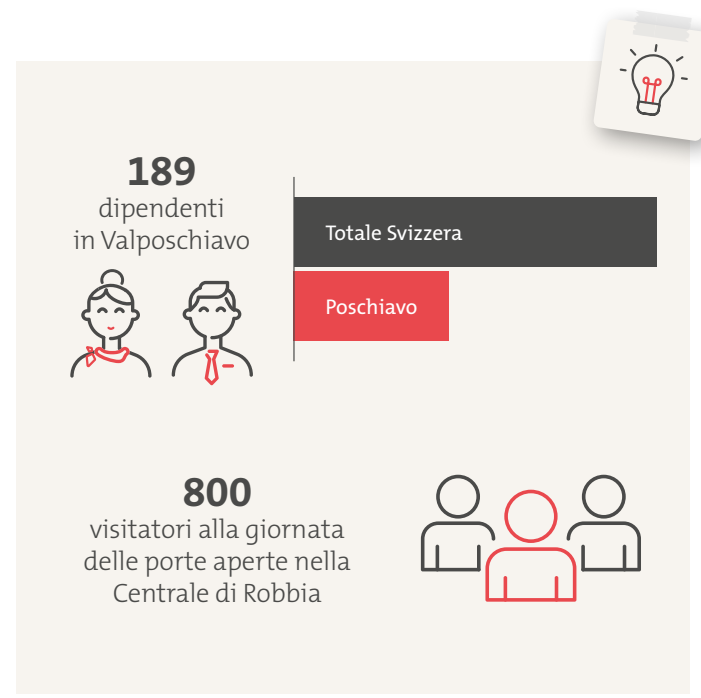 189
dipendenti
in Valposchiavo
Totale Svizzera
Poschiavo
800
visitatori alla giornata
delle porte aperte nella
Centrale di Robbia